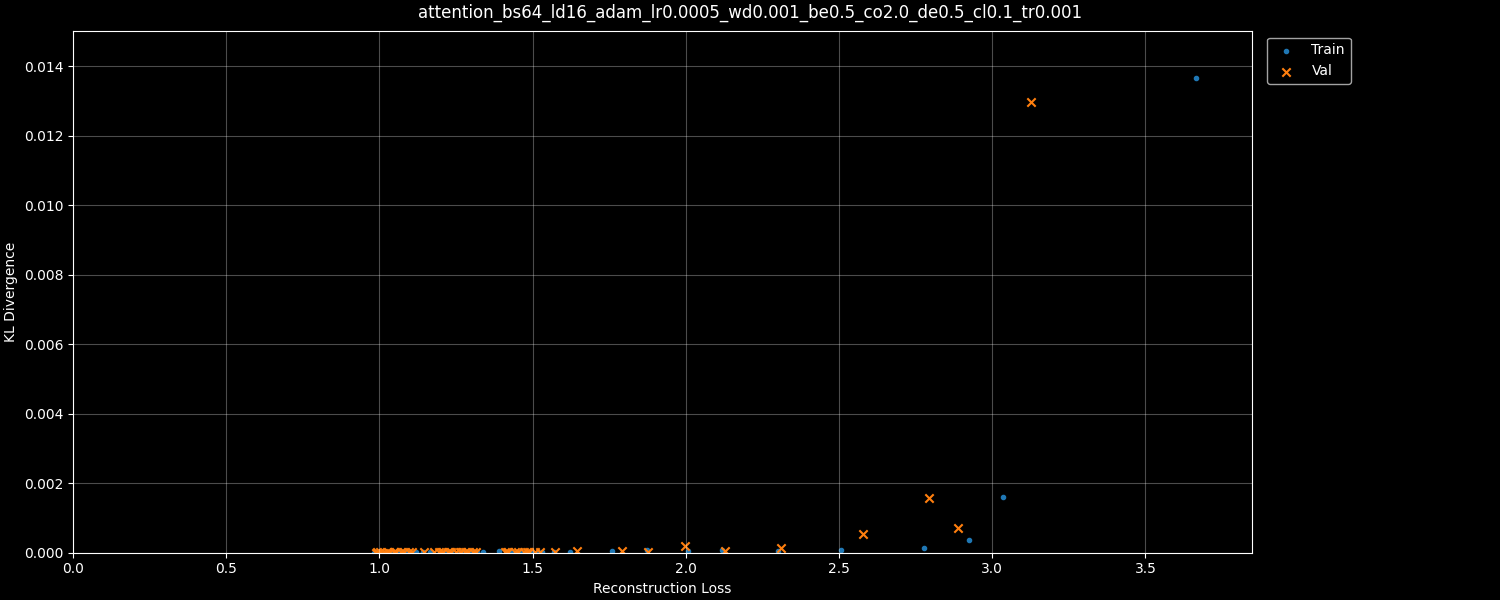 attention_bs64_ld16_adam_lr0.0005_wd0.001_be0.5_co2.0_de0.5_cl0.1_tr0.001
Train
Val
0.014
0.012
0.010
0.008
0.006
0.004
0.002
0.000
KL Divergence
0.0 0.5 1.0 1.5 2.0 2.5 3.0 3.5
Reconstruction Loss